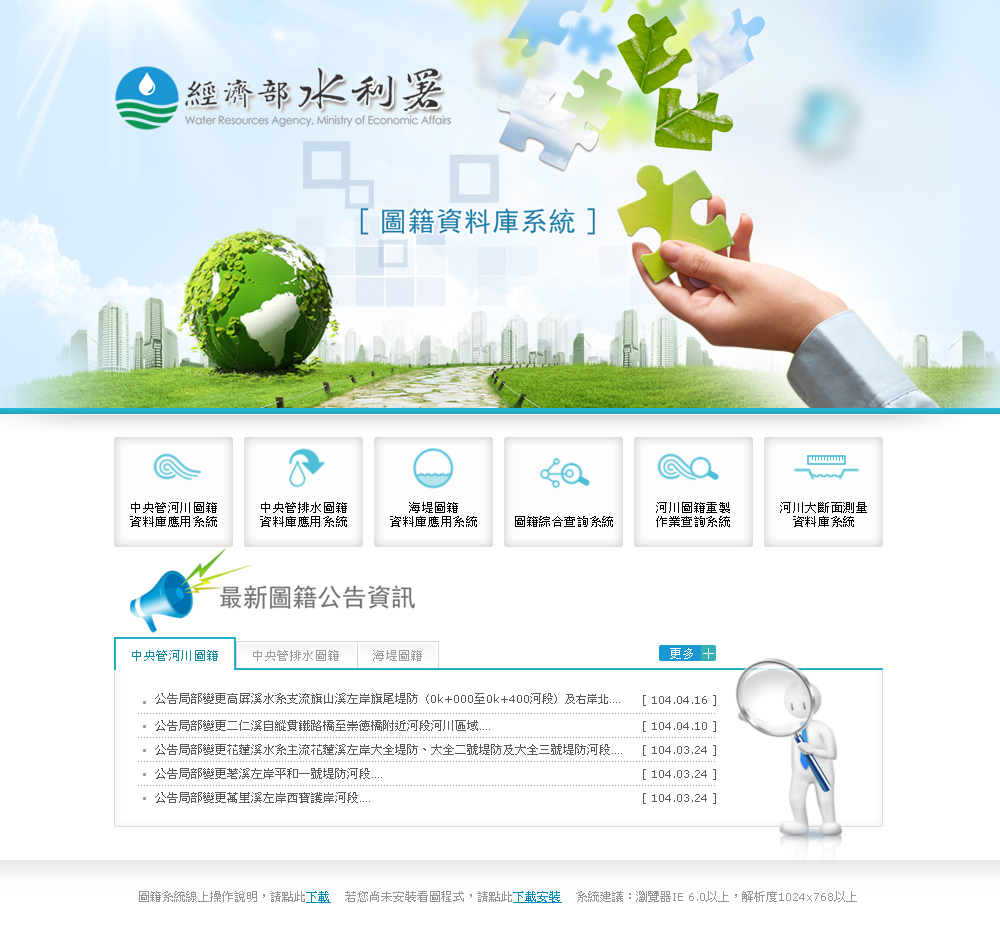 經濟部水利署
Water Resources Agency, Ministry of Economic Affairs
[ 圖籍資料庫系統 ]
中央管河川圖籍
資料庫應用系統
中央管排水圖籍
資料庫應用系統
海堤圖籍
資料庫應用系統
圖籍綜合查詢系統
河川圖籍重製
作業查詢系統
河川大斷面測量
資料庫系統
最新圖籍公告資訊
中央管河川圖籍
中央管排水圖籍
海堤圖籍
更多
公告局部變更高屏溪水系支流旗山溪左岸旗尾堤防（0k+000至0k+400河段）及右岸北.... [ 104.04.16 ]
公告局部變更二仁溪自縱貫鐵路橋至崇德橋附近河段河川區域.... [ 104.04.10 ]
公告局部變更花蓮溪水系主流花蓮溪左岸大全堤防、大全二號堤防及大全三號堤防河段.... [ 104.03.24 ]
公告局部變更荖溪左岸平和一號堤防河段.... [ 104.03.24 ]
公告局部變更萬里溪左岸西寶護岸河段.... [ 104.03.24 ]
圖籍系統線上操作說明，請點此下載 若您尚未安裝看圖程式，請點此下載安裝 系統建議：瀏覽器IE 6.0以上，解析度1024x768以上